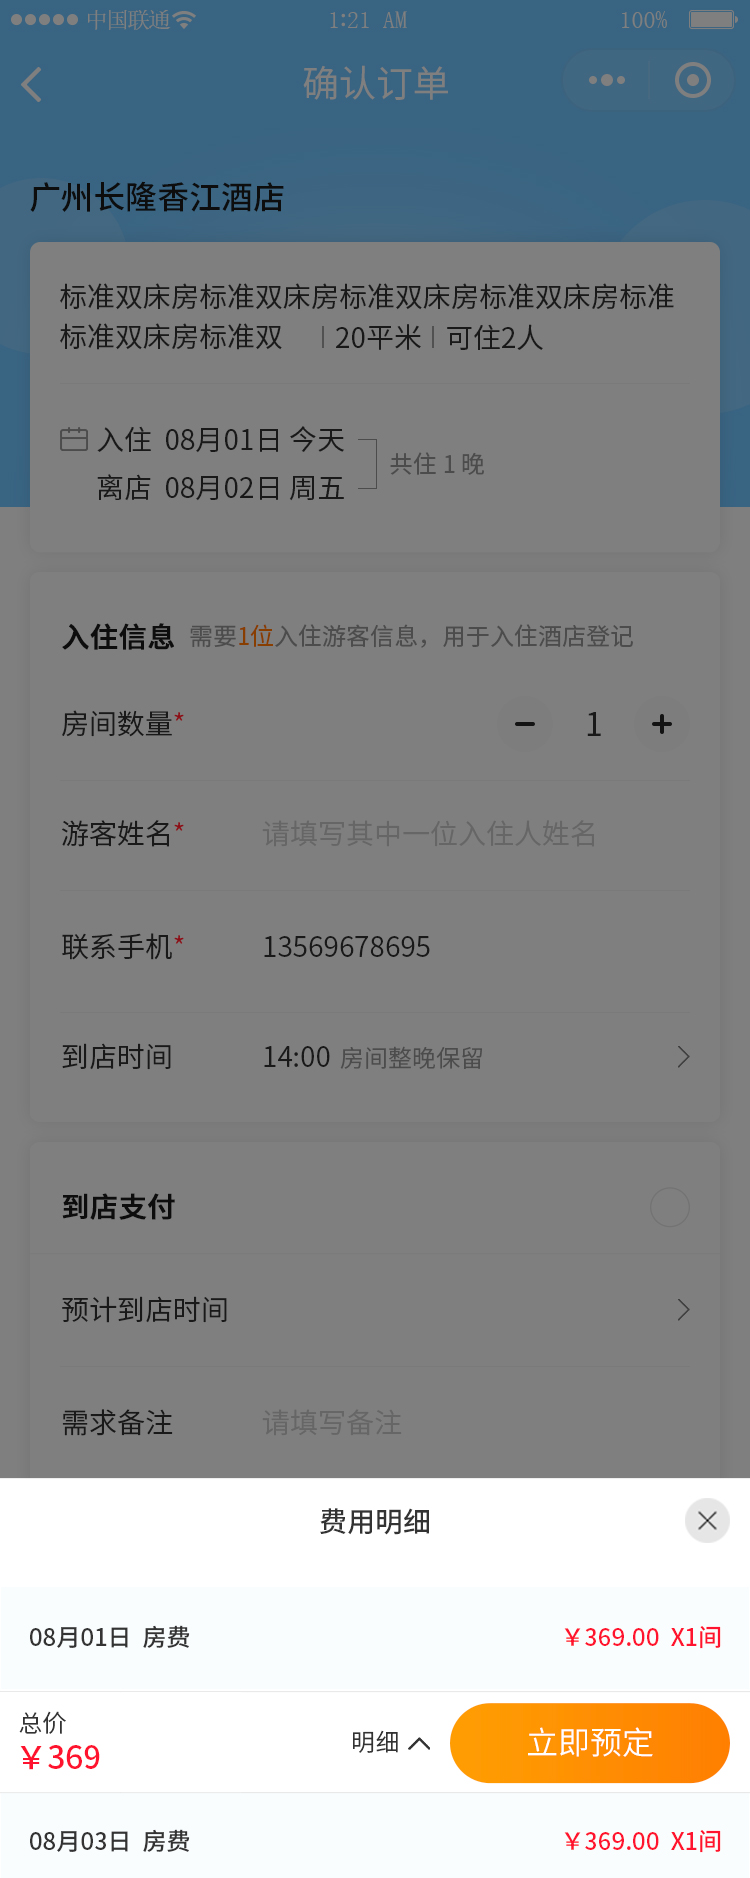 中国联通 1:21 AM 100%
确认订单
广州长隆香江酒店
标准双床房标准双床房标准双床房标准双床房标准
标准双床房标准双 | 20平米 | 可住2人
入住 08月01日 今天
共住 1 晚
离店 08月02日 周五
入住信息 需要1位入住游客信息，用于入住酒店登记
房间数量* 1
游客姓名* 请填写其中一位入住人姓名
联系手机* 13569678695
到店时间 14:00 房间整晚保留
到店支付
预计到店时间
需求备注 请填写备注
费用明细
08月01日 房费 ￥369.00 X1间
总价
￥369 明细 立即预定
08月03日 房费 ￥369.00 X1间